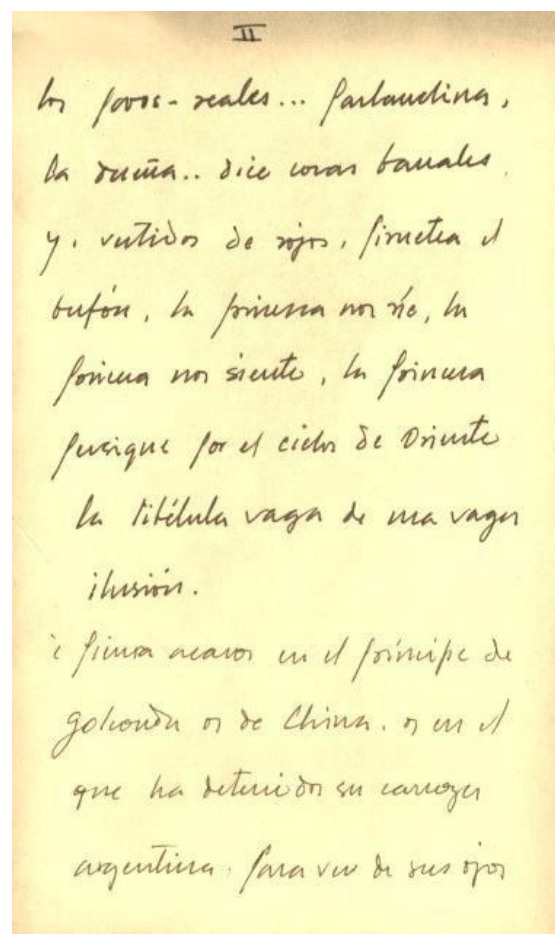 II
los pavos-reales... Parlanchina,
la dueña.. dice cosas banales,
y. vestidos de rojo, piruetea el
bufón, la princesa no ríe, la
princesa no siente, la princesa
persigue por el cielo de Oriente
la libélula vaga de una vaga
ilusión.
¿ Piensa acaso en el príncipe de
Golconda o de China. o en el
que ha detenido su carroza
argentina. Para ver de sus ojos